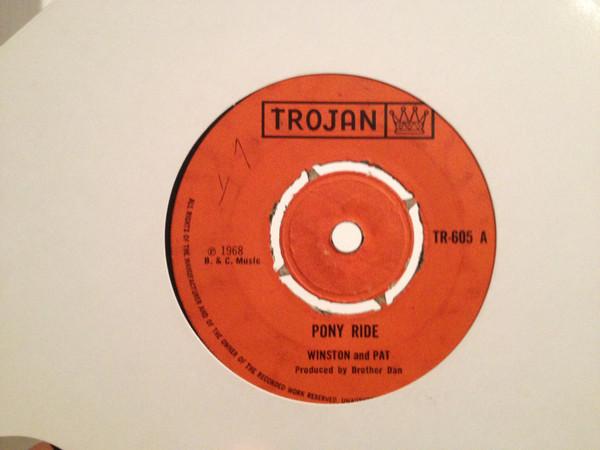 TROJAN
TR-605 A
℗ 1968
B. & C. Music
PONY RIDE
WINSTON and PAT
Produced by Brother Dan
ALL RIGHTS OF THE MANUFACTURER AND OF THE OWNER OF THE RECORDED WORK RESERVED.